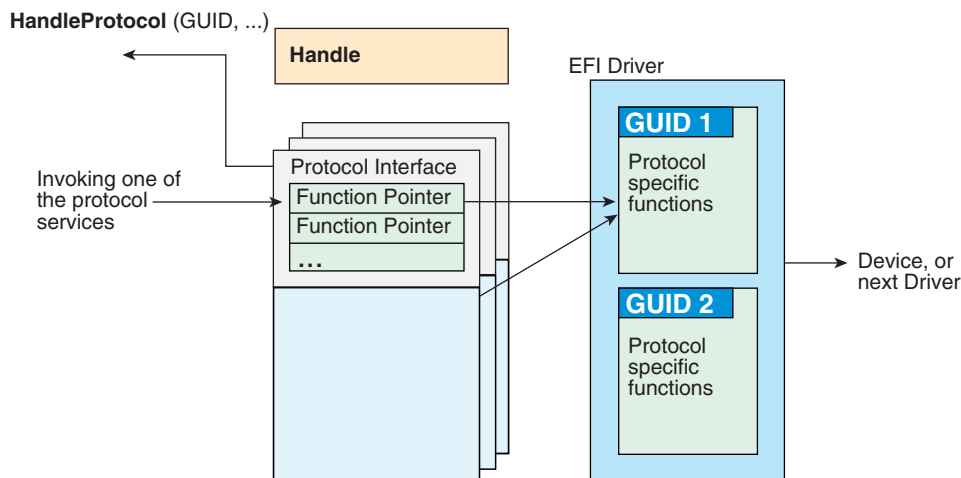 HandleProtocol (GUID, ...)
Handle
EFI Driver
GUID 1
Protocol
specific
functions
Protocol Interface
Function Pointer
Function Pointer
...
Invoking one of
the protocol
services
Device, or
next Driver
GUID 2
Protocol
specific
functions